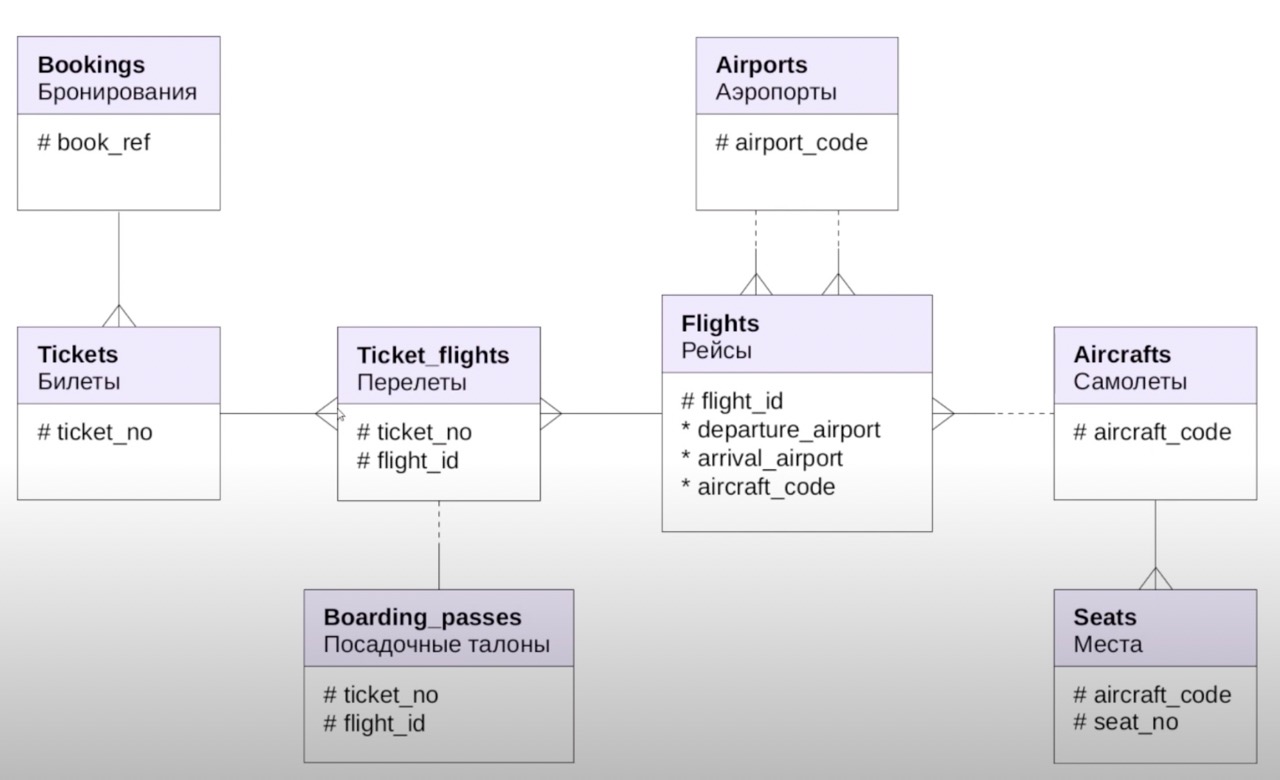 Bookings
Бронирования
# book_ref
Airports
Аэропорты
# airport_code
Tickets
Билеты
# ticket_no
Ticket_flights
Перелеты
# ticket_no
# flight_id
Flights
Рейсы
# flight_id
* departure_airport
* arrival_airport
* aircraft_code
Aircrafts
Самолеты
# aircraft_code
Boarding_passes
Посадочные талоны
# ticket_no
# flight_id
Seats
Места
# aircraft_code
# seat_no